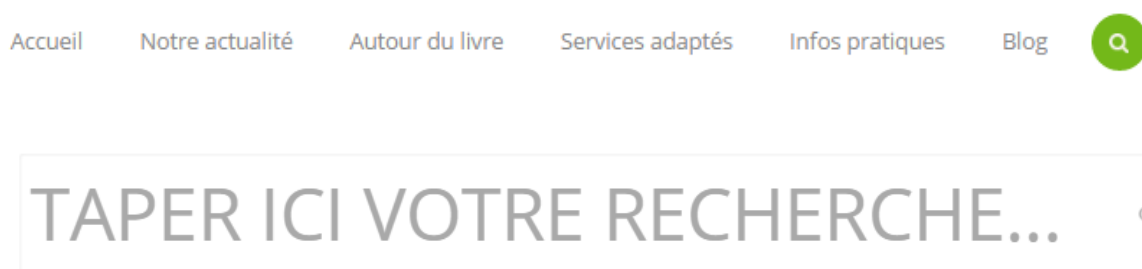 Accueil Notre actualité Autour du livre Services adaptés Infos pratiques Blog
TAPER ICI VOTRE RECHERCHE...